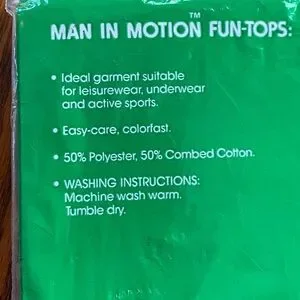 MAN IN MOTION™ FUN-TOPS:
• Ideal garment suitable
for leisurewear, underwear
and active sports.
• Easy-care, colorfast.
• 50% Polyester, 50% Combed Cotton.
• WASHING INSTRUCTIONS:
Machine wash warm.
Tumble dry.